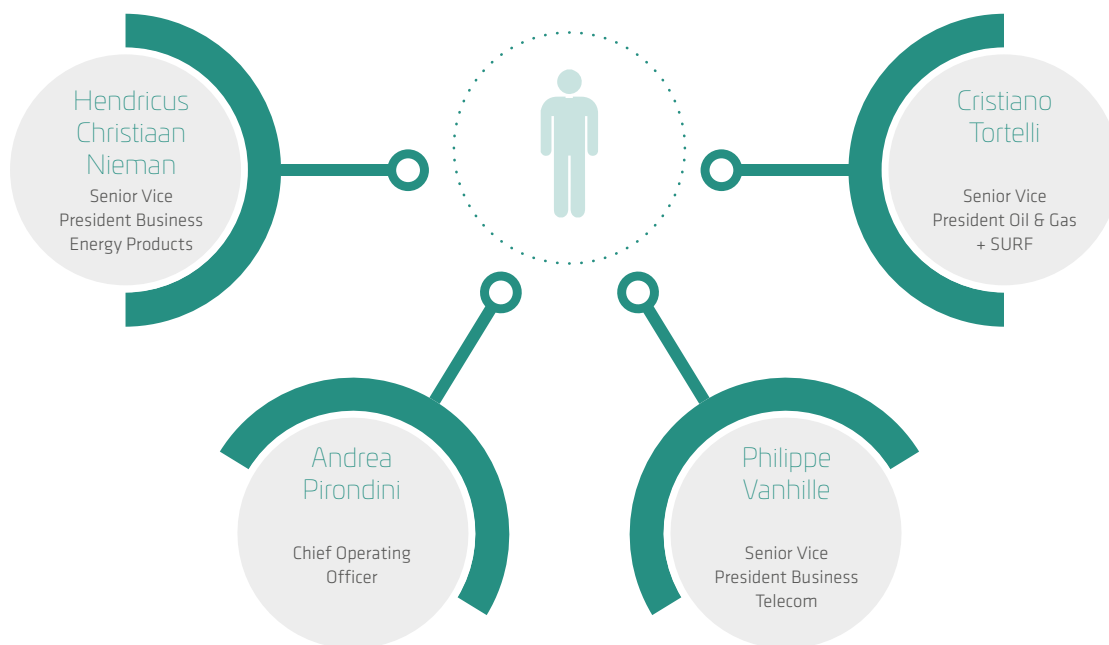 Hendricus
Christiaan
Nieman
Senior Vice
President Business
Energy Products
Cristiano
Tortelli
Senior Vice
President Oil & Gas
+ SURF
Andrea
Pirondini
Chief Operating
Officer
Philippe
Vanhille
Senior Vice
President Business
Telecom